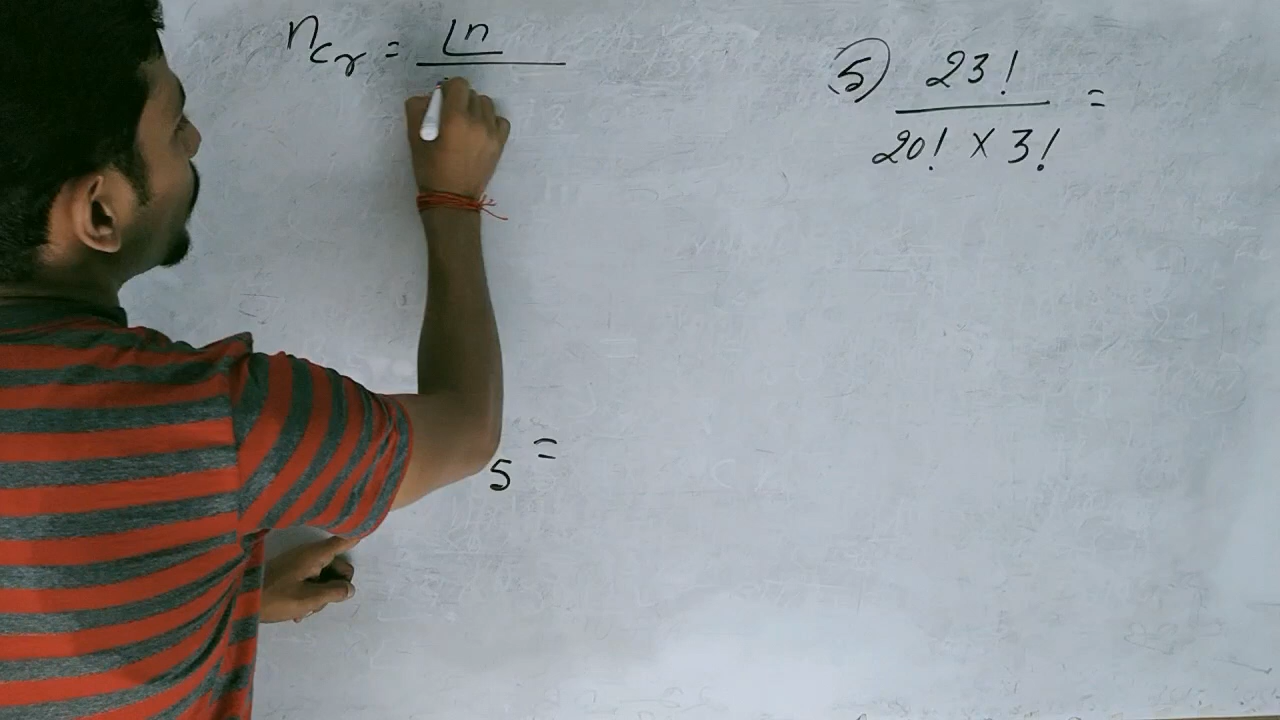 nCr = ∟n
⑤ 23!
20! × 3! =
5 =